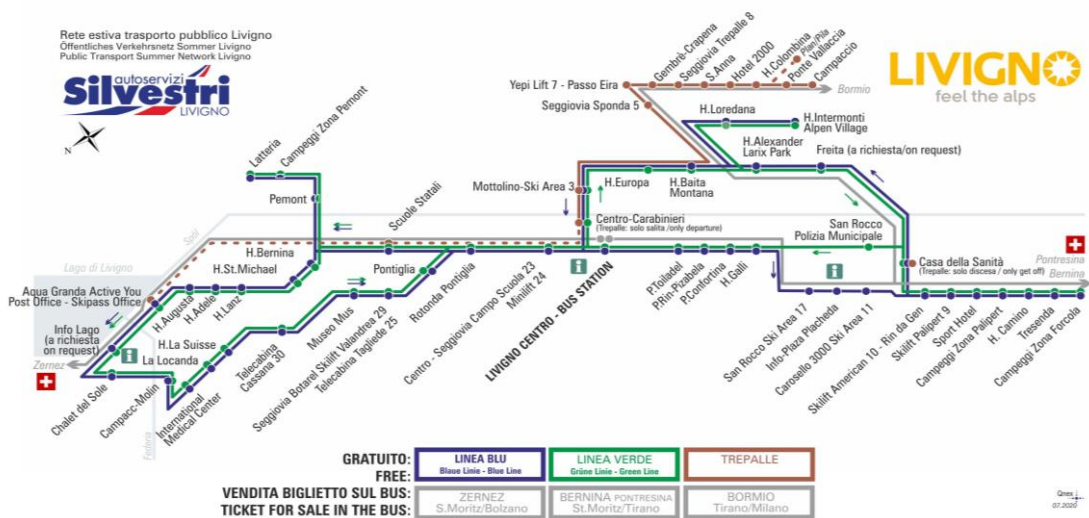 Rete estiva trasporto pubblico Livigno
Öffentliches Verkehrsnetz Sommer Livigno
Public Transport Summer Network Livigno
autoservizi
Silvestri
LIVIGNO
N
LIVIGNO
feel the alps
Latteria
Campeggi Zona Pemont
Pemont
Scuole Statali
Spöl
Lago di Livigno
Aqua Granda Active You
Post Office - Skipass Office
Info Lago
(a richiesta
on request)
Zernez
H.Bernina
H.St.Michael
H.Augusta
H.Adele
H.Lanz
H.La Suisse
La Locanda
Chalet del Sole
Campacc-Molin
Federia
International
Medical Center
Telecabina
Cassana 30
Museo Mus
Seggiovia Botarel Skilift Valandrea 29
Telecabina Tagliede 25
Pontiglia
Rotonda Pontiglia
Centro - Seggiovia Campo Scuola 23
Minilift 24
LIVIGNO CENTRO - BUS STATION
i
Yepi Lift 7 - Passo Eira
Seggiovia Sponda 5
Gembrè-Crapena
Seggiovia Trepalle 8
S.Anna
Hotel 2000
H.Colombina
Plan/Pila
Ponte Vallaccia
Campaccio
Bormio
H.Loredana
H.Intermonti
Alpen Village
H.Alexander
Larix Park
Freita (a richiesta/on request)
Mottolino-Ski Area 3
H.Europa
H.Baita
Montana
Centro-Carabinieri
(Trepalle: solo salita /only departure)
San Rocco
Polizia Municipale
Casa della Sanità
(Trepalle: solo discesa / only get off)
Pontresina
Bernina
P.Toiladei
P.Rin-Pizabela
P.Confortina
H.Galli
San Rocco Ski Area 17
Info-Plaza Placheda
Carosello 3000 Ski Area 11
Skilift American 10 - Rin da Gen
Skilift Palipert 9
Sport Hotel
Campeggi Zona Palipert
H. Camino
Tresenda
Campeggi Zona Forcola
GRATUITO:
FREE:
LINEA BLU
Blaue Linie - Blue Line
LINEA VERDE
Grüne Linie - Green Line
TREPALLE
VENDITA BIGLIETTO SUL BUS:
TICKET FOR SALE IN THE BUS:
ZERNEZ
S.Moritz/Bolzano
BERNINA PONTRESINA
St.Moritz/Tirano
BORMIO
Tirano/Milano
Qnex
07.2020